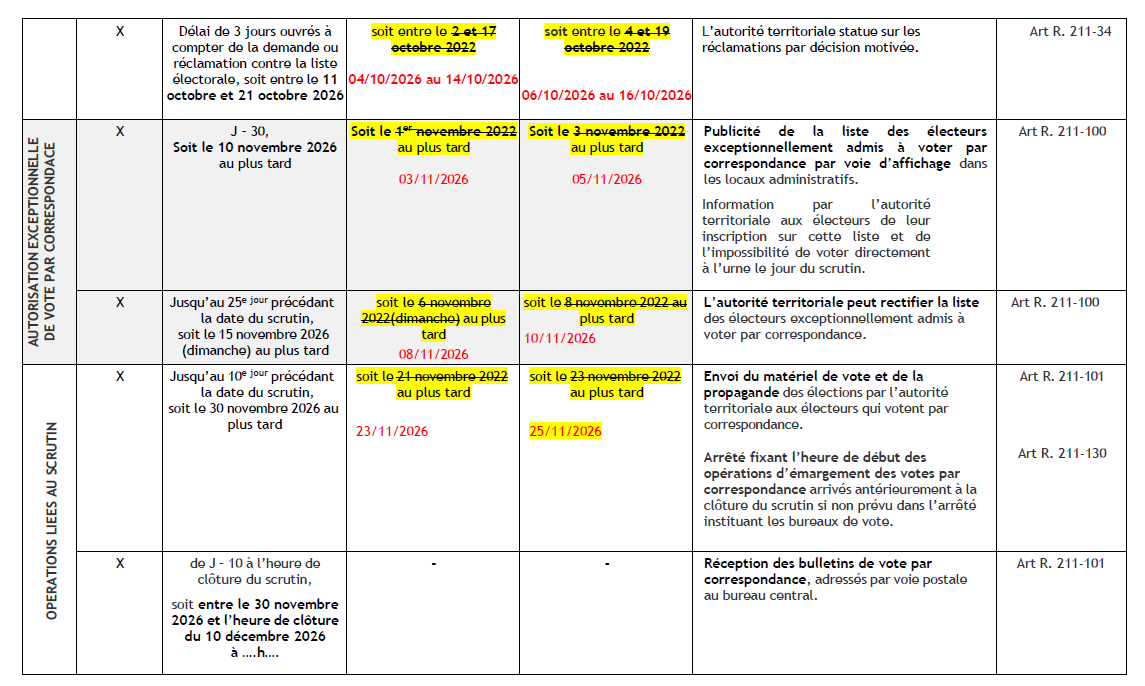 X
Délai de 3 jours ouvrés à
compter de la demande ou
réclamation contre la liste
électorale, soit entre le 11
octobre et 21 octobre 2026
soit entre le 2 et 17
octobre 2022
04/10/2026 au 14/10/2026
soit entre le 4 et 19
octobre 2022
06/10/2026 au 16/10/2026
L'autorité territoriale statue sur les
réclamations par décision motivée.
Art R. 211-34
AUTORISATION EXCEPTIONNELLE
DE VOTE PAR CORRESPONDACE
X
J - 30,
Soit le 10 novembre 2026
au plus tard
Soit le 1er novembre 2022
au plus tard
03/11/2026
Soit le 3 novembre 2022
au plus tard
05/11/2026
Publicité de la liste des électeurs
exceptionnellement admis à voter par
correspondance par voie d'affichage dans
les locaux administratifs.
Information par l'autorité
territoriale aux électeurs de leur
inscription sur cette liste et de
l'impossibilité de voter directement
à l'urne le jour du scrutin.
Art R. 211-100
X
Jusqu'au 25e jour précédant
la date du scrutin,
soit le 15 novembre 2026
(dimanche) au plus tard
soit le 6 novembre
2022(dimanche) au plus
tard
08/11/2026
soit le 8 novembre 2022 au
plus tard
10/11/2026
L'autorité territoriale peut rectifier la liste
des électeurs exceptionnellement admis à
voter par correspondance.
Art R. 211-100
OPERATIONS LIEES AU SCRUTIN
X
Jusqu'au 10e jour précédant
la date du scrutin,
soit le 30 novembre 2026 au
plus tard
soit le 21 novembre 2022
au plus tard
23/11/2026
soit le 23 novembre 2022
au plus tard
25/11/2026
Envoi du matériel de vote et de la
propagande des élections par l'autorité
territoriale aux électeurs qui votent par
correspondance.
Art R. 211-101
Arrêté fixant l'heure de début des
opérations d'émargement des votes par
correspondance arrivés antérieurement à la
clôture du scrutin si non prévu dans l'arrêté
instituant les bureaux de vote.
Art R. 211-130
X
de J - 10 à l'heure de
clôture du scrutin,
soit entre le 30 novembre
2026 et l'heure de clôture
du 10 décembre 2026
à ....h....
-
-
Réception des bulletins de vote par
correspondance, adressés par voie postale
au bureau central.
Art R. 211-101